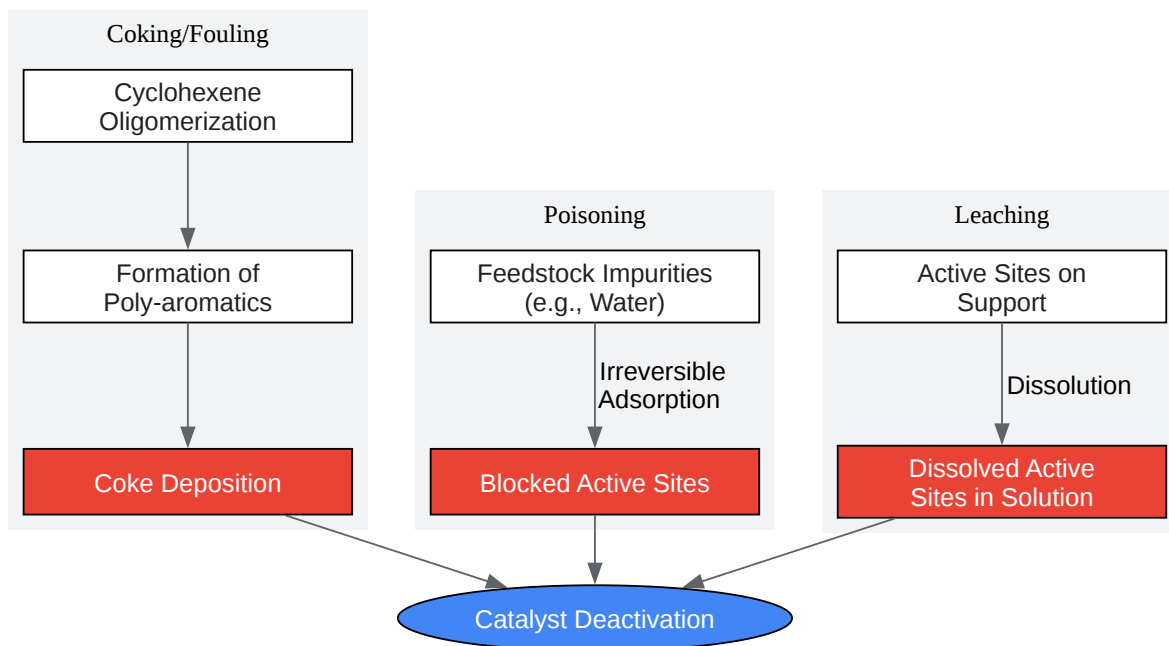 Coking/Fouling
Cyclohexene
Oligomerization
Formation of
Poly-aromatics
Coke Deposition
Poisoning
Feedstock Impurities
(e.g., Water)
Irreversible
Adsorption
Blocked Active Sites
Leaching
Active Sites on
Support
Dissolution
Dissolved Active
Sites in Solution
Catalyst Deactivation